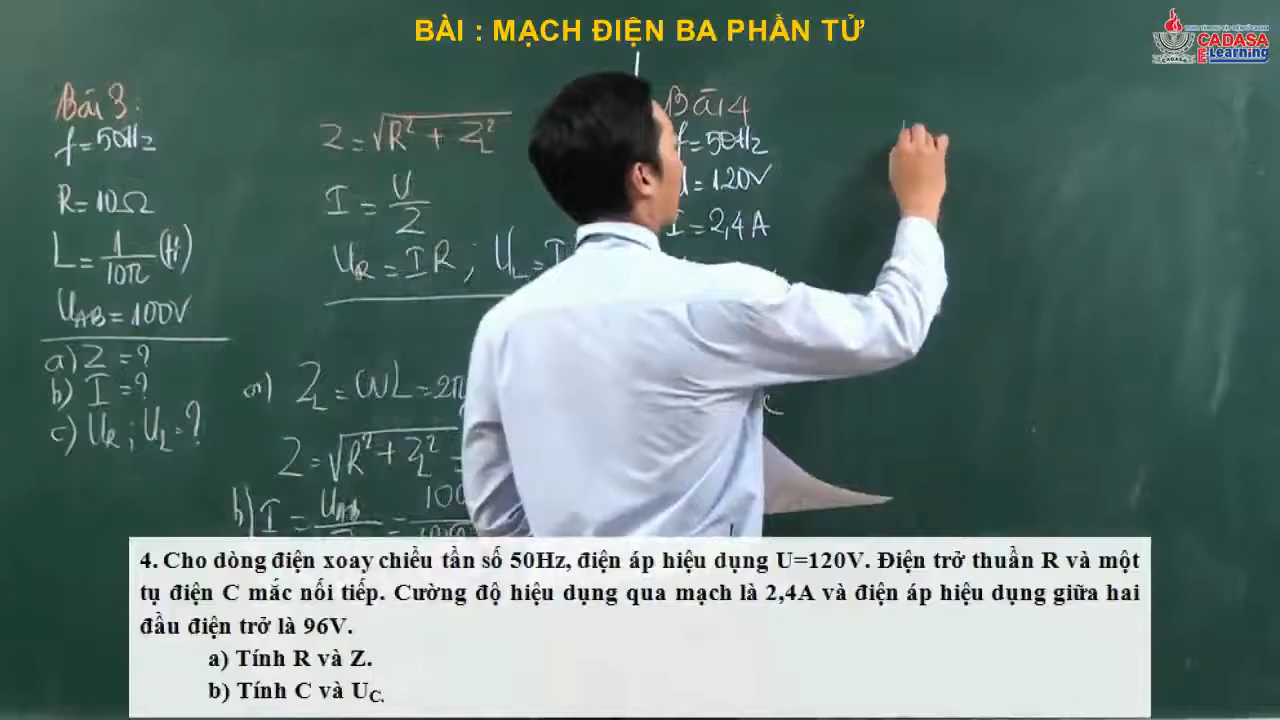 BÀI : MẠCH ĐIỆN BA PHẦN TỬ
CADASA
E-Learning
Bài 3:
f = 50Hz
R = 10Ω
L = 1/10π (H)
U_AB = 100V
a) Z = ?
b) I = ?
c) U_R ; U_L = ?
Z = √R² + Z_L²
I = U/Z
U_R = I R ; U_L = I
a) Z_L = ωL = 2π
Z = √R² + Z_L² =
b) I = U_AB = 100
Bài 4
f = 50Hz
U = 120V
I = 2,4A
4. Cho dòng điện xoay chiều tần số 50Hz, điện áp hiệu dụng U=120V. Điện trở thuần R và một
tụ điện C mắc nối tiếp. Cường độ hiệu dụng qua mạch là 2,4A và điện áp hiệu dụng giữa hai
đầu điện trở là 96V.
a) Tính R và Z.
b) Tính C và U_C.